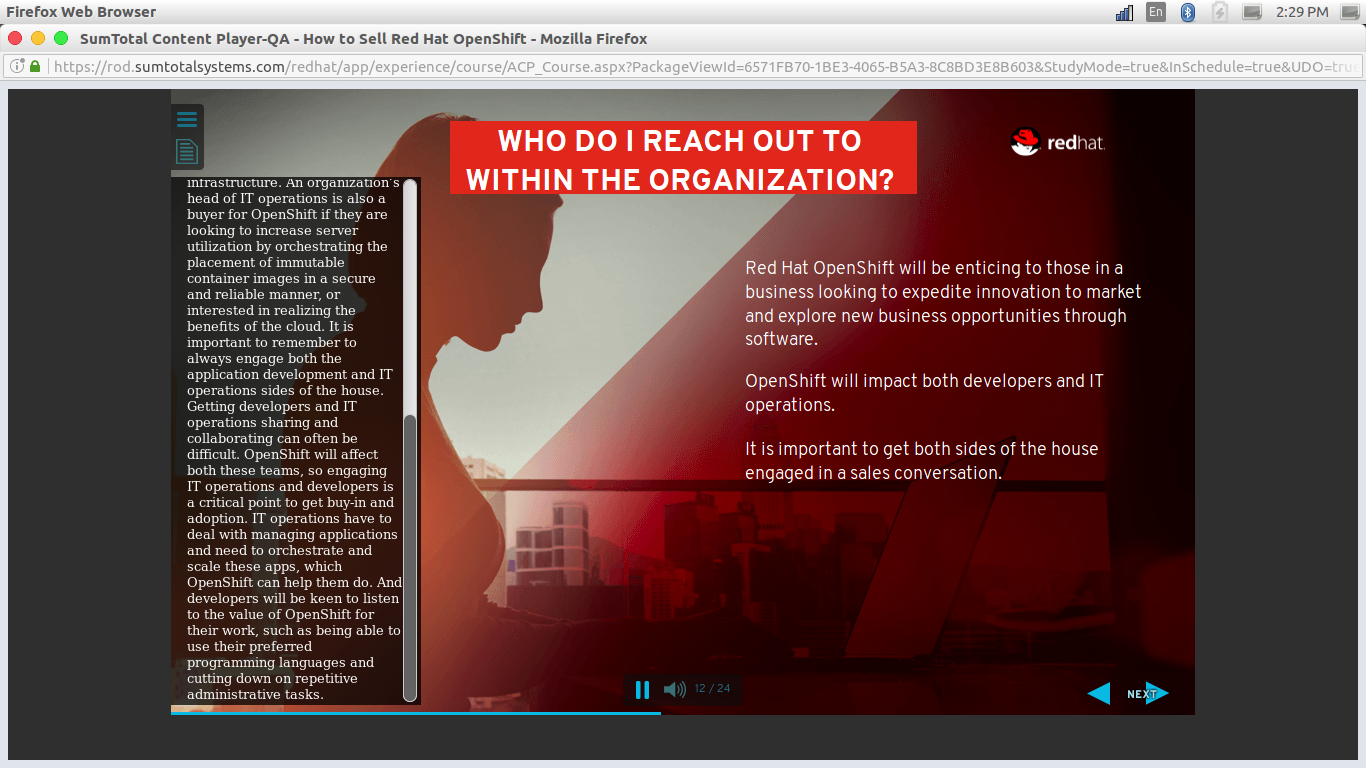 Firefox Web Browser
En
2:29 PM
SumTotal Content Player-QA - How to Sell Red Hat OpenShift - Mozilla Firefox
https://rod.sumtotalsystems.com/redhat/app/experience/course/ACP_Course.aspx?PackageViewId=6571FB70-1BE3-4065-B5A3-8C8BD3E8B603&StudyMode=true&InSchedule=true&UDO=true
WHO DO I REACH OUT TO
WITHIN THE ORGANIZATION?
redhat.
infrastructure. An organization's
head of IT operations is also a
buyer for OpenShift if they are
looking to increase server
utilization by orchestrating the
placement of immutable
container images in a secure
and reliable manner, or
interested in realizing the
benefits of the cloud. It is
important to remember to
always engage both the
application development and IT
operations sides of the house.
Getting developers and IT
operations sharing and
collaborating can often be
difficult. OpenShift will affect
both these teams, so engaging
IT operations and developers is
a critical point to get buy-in and
adoption. IT operations have to
deal with managing applications
and need to orchestrate and
scale these apps, which
OpenShift can help them do. And
developers will be keen to listen
to the value of OpenShift for
their work, such as being able to
use their preferred
programming languages and
cutting down on repetitive
administrative tasks.
Red Hat OpenShift will be enticing to those in a
business looking to expedite innovation to market
and explore new business opportunities through
software.
OpenShift will impact both developers and IT
operations.
It is important to get both sides of the house
engaged in a sales conversation.
12 / 24
NEXT